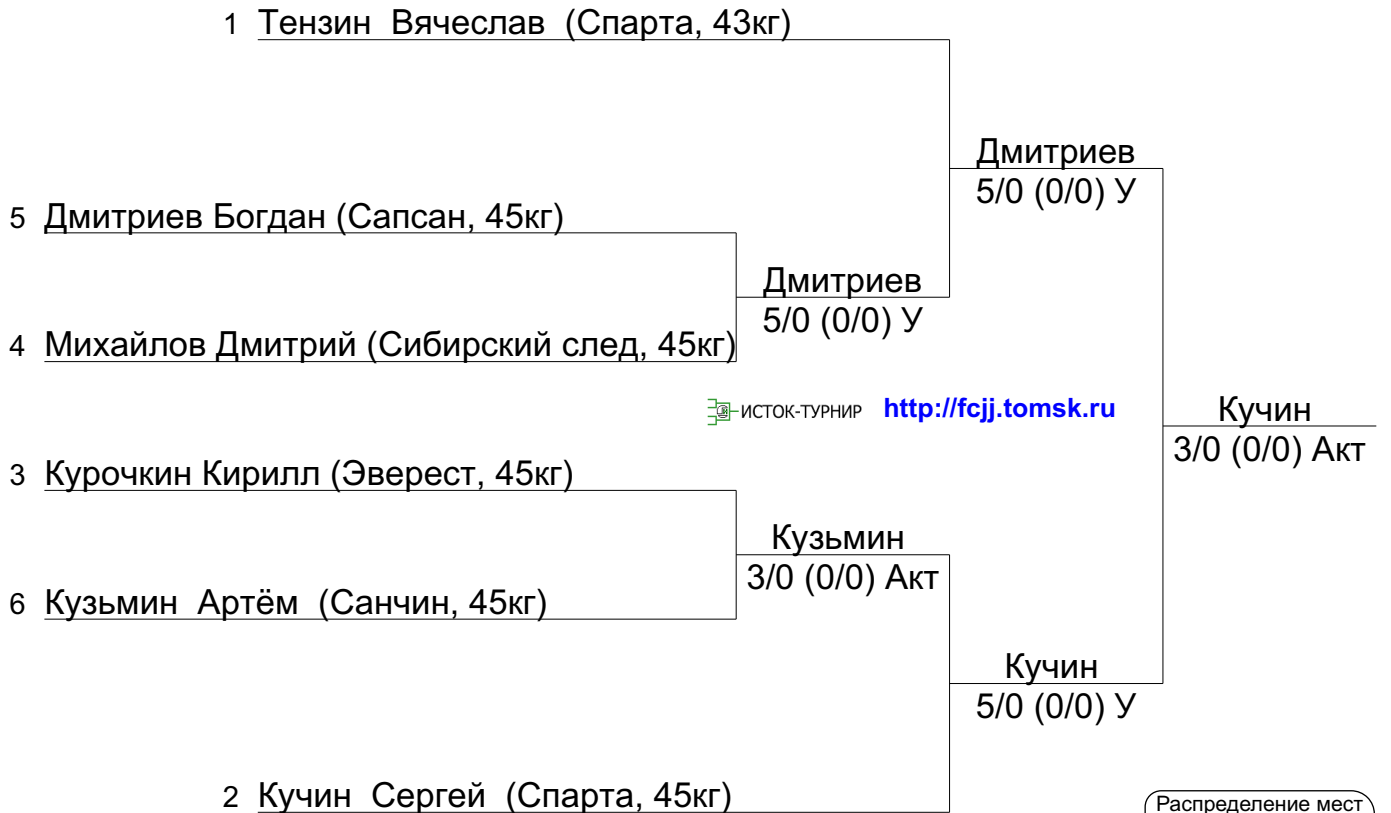 1 Тензин Вячеслав (Спарта, 43кг)
Дмитриев
5/0 (0/0) У
5 Дмитриев Богдан (Сапсан, 45кг)
Дмитриев
5/0 (0/0) У
4 Михайлов Дмитрий (Сибирский след, 45кг)
ИСТОК-ТУРНИР http://fcjj.tomsk.ru
Кучин
3/0 (0/0) Акт
3 Курочкин Кирилл (Эверест, 45кг)
Кузьмин
3/0 (0/0) Акт
6 Кузьмин Артём (Санчин, 45кг)
Кучин
5/0 (0/0) У
2 Кучин Сергей (Спарта, 45кг)
Распределение мест